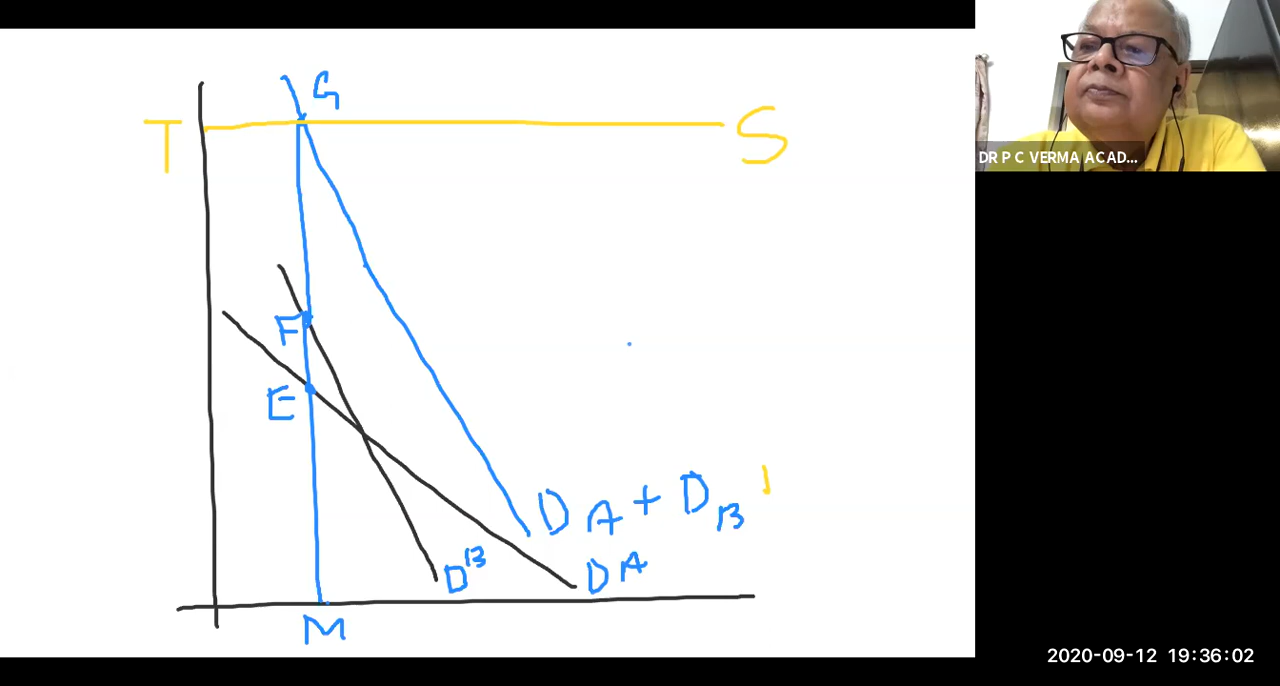 G
T
S
F
E
DA + DB
DB
DA
M
DR P C VERMA ACAD...
2020-09-12 19:36:02